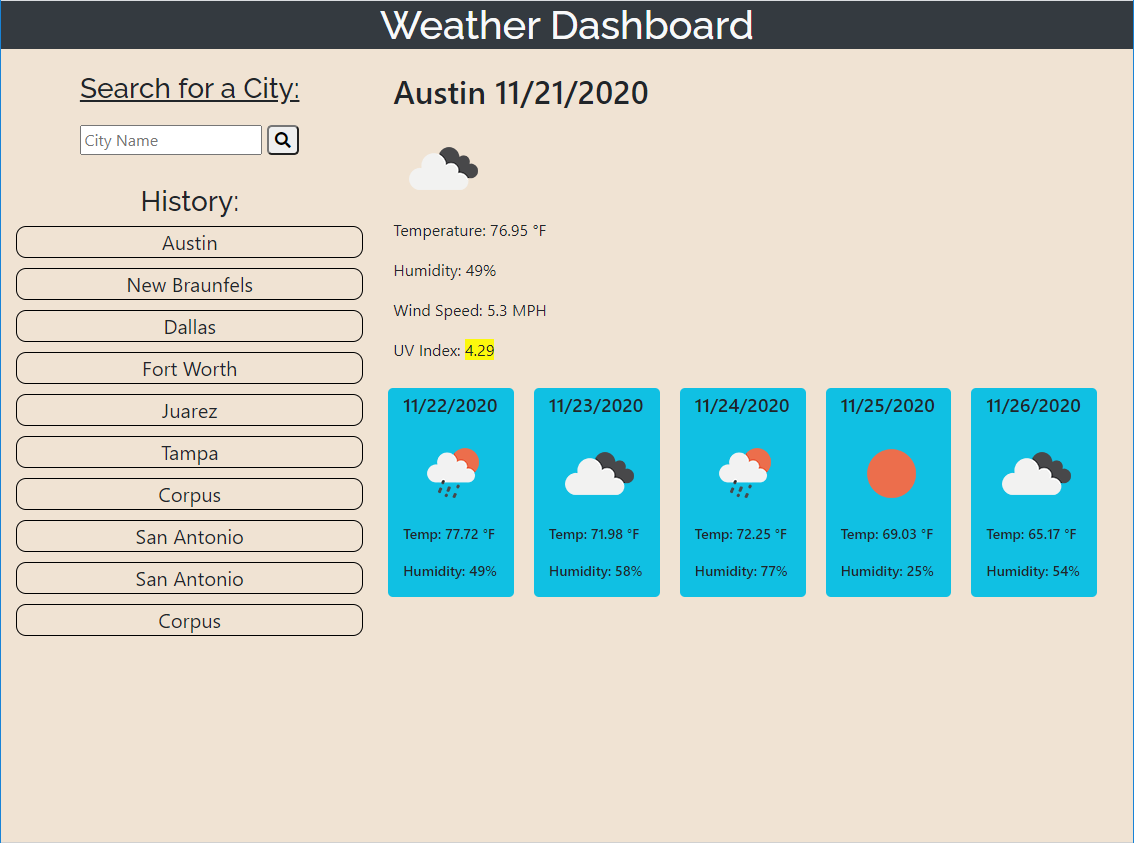 Weather Dashboard
Search for a City:
City Name
History:
Austin
New Braunfels
Dallas
Fort Worth
Juarez
Tampa
Corpus
San Antonio
San Antonio
Corpus
Austin 11/21/2020
Temperature: 76.95 °F
Humidity: 49%
Wind Speed: 5.3 MPH
UV Index: 4.29
11/22/2020
Temp: 77.72 °F
Humidity: 49%
11/23/2020
Temp: 71.98 °F
Humidity: 58%
11/24/2020
Temp: 72.25 °F
Humidity: 77%
11/25/2020
Temp: 69.03 °F
Humidity: 25%
11/26/2020
Temp: 65.17 °F
Humidity: 54%